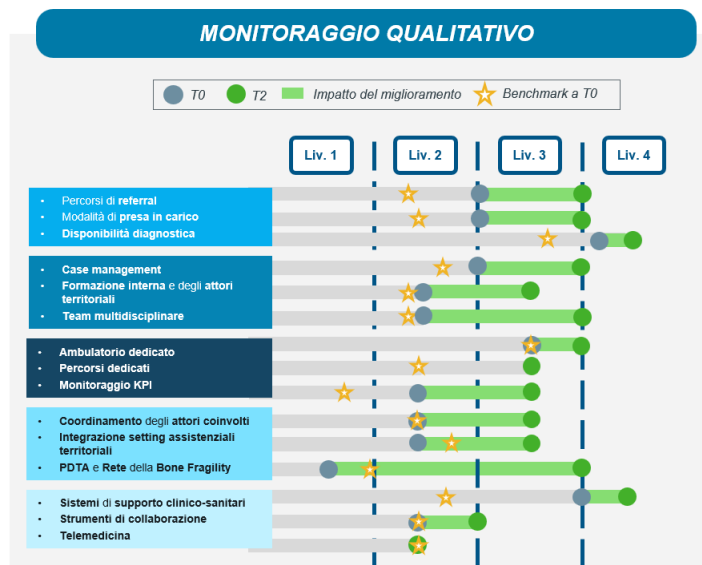 MONITORAGGIO QUALITATIVO
T0 T2 Impatto del miglioramento Benchmark a T0
Liv. 1 Liv. 2 Liv. 3 Liv. 4
• Percorsi di referral
• Modalità di presa in carico
• Disponibilità diagnostica
• Case management
• Formazione interna e degli attori
territoriali
• Team multidisciplinare
• Ambulatorio dedicato
• Percorsi dedicati
• Monitoraggio KPI
• Coordinamento degli attori coinvolti
• Integrazione setting assistenziali
territoriali
• PDTA e Rete della Bone Fragility
• Sistemi di supporto clinico-sanitari
• Strumenti di collaborazione
• Telemedicina